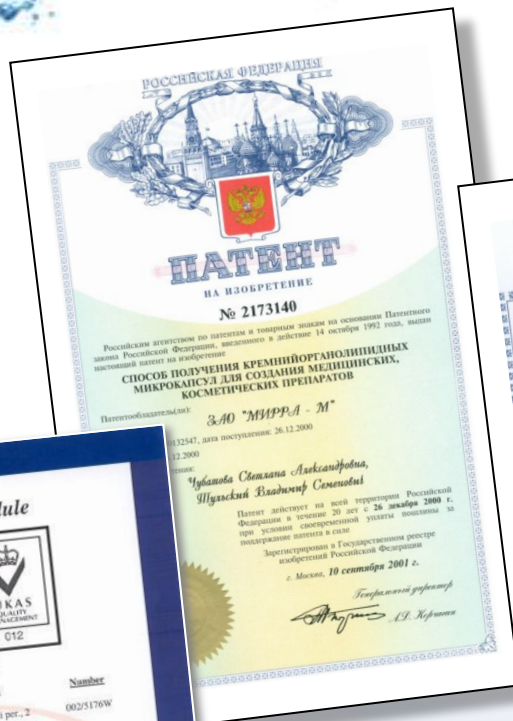 РОССИЙСКАЯ ФЕДЕРАЦИЯ
ПАТЕНТ
НА ИЗОБРЕТЕНИЕ
№ 2173140
Российским агентством по патентам и товарным знакам на основании Патентного
закона Российской Федерации, введенного в действие 14 октября 1992 года, выдан
настоящий патент на изобретение
СПОСОБ ПОЛУЧЕНИЯ КРЕМНИЙОРГАНОЛИПИДНЫХ
МИКРОКАПСУЛ ДЛЯ СОЗДАНИЯ МЕДИЦИНСКИХ,
КОСМЕТИЧЕСКИХ ПРЕПАРАТОВ
Патентообладатель(ли):
ЗАО "МИРРА - М"
0132547, дата поступления: 26.12.2000
12.2000
Чубатова Светлана Александровна,
Шульский Владимир Семенович
Патент действует на всей территории Российской
Федерации в течение 20 лет с 26 декабря 2000 г.
при условии своевременной уплаты пошлины за
поддержание патента в силе
Зарегистрирован в Государственном реестре
изобретений Российской Федерации
г. Москва, 10 сентября 2001 г.
Генеральный директор
А.Д. Корчагин
UKAS
QUALITY
MANAGEMENT
012
Number
рег., 2 002/5176W